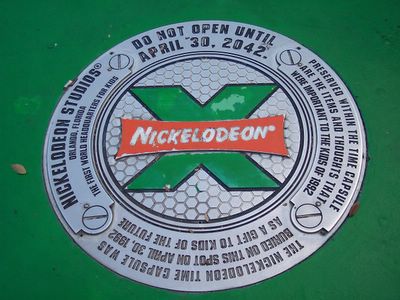 DO NOT OPEN UNTIL
APRIL 30, 2042.
NICKELODEON STUDIOS®
ORLANDO, FLORIDA
THE FIRST WORLD HEADQUARTERS FOR KIDS
X
NICKELODEON®
PRESERVED WITHIN THE TIME CAPSULE
ARE THE ITEMS AND THOUGHTS THAT
WERE IMPORTANT TO THE KIDS OF 1992
THE NICKELODEON TIME CAPSULE WAS
BURIED ON THIS SPOT ON APRIL 30, 1992
AS A GIFT TO KIDS OF THE FUTURE